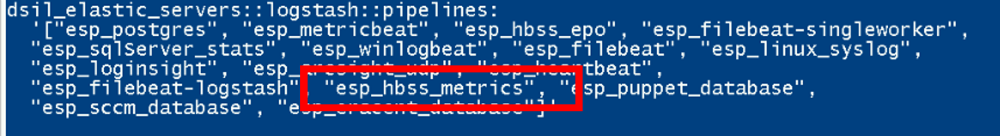 dsil_elastic_servers::logstash::pipelines:
'["esp_postgres", "esp_metricbeat", "esp_hbss_epo", "esp_filebeat-singleworker",
"esp_sqlServer_stats", "esp_winlogbeat", "esp_filebeat", "esp_linux_syslog",
"esp_loginsight", "esp_arcsight_udp", "esp_heartbeat",
"esp_filebeat-logstash", "esp_hbss_metrics", "esp_puppet_database",
"esp_sccm_database", "esp_eracent_database"]'